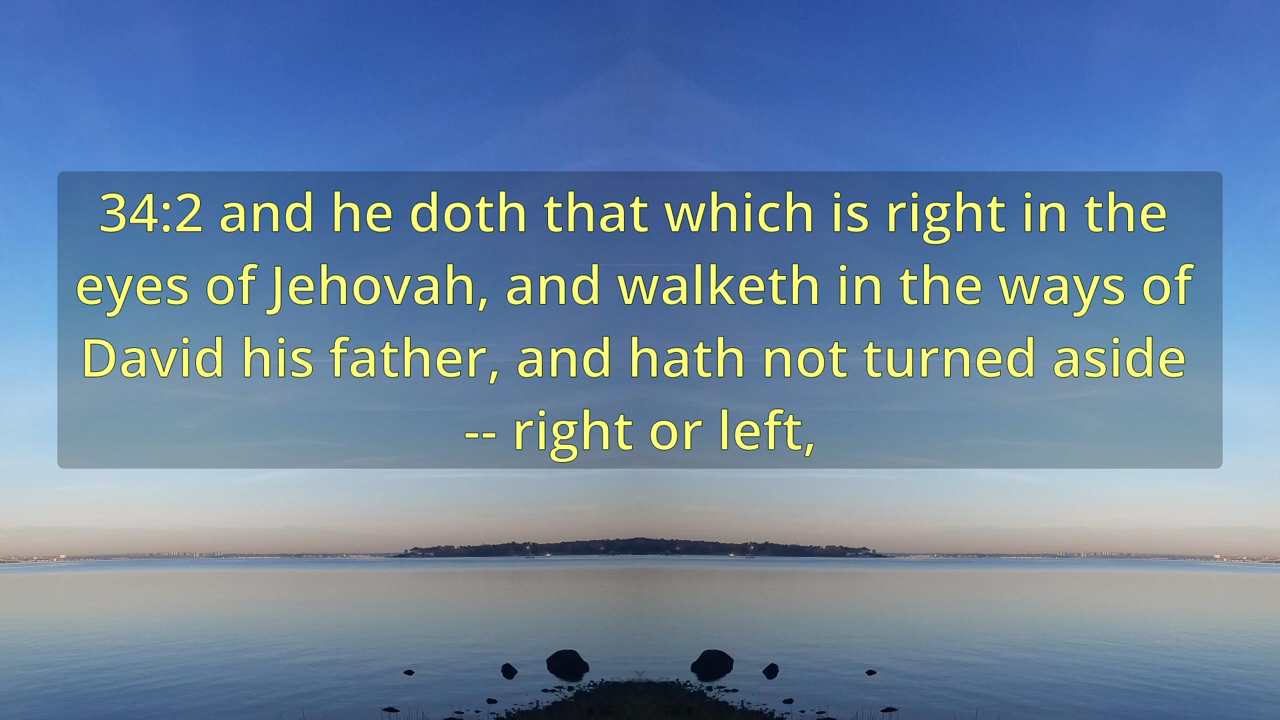 34:2 and he doth that which is right in the
eyes of Jehovah, and walketh in the ways of
David his father, and hath not turned aside
-- right or left,